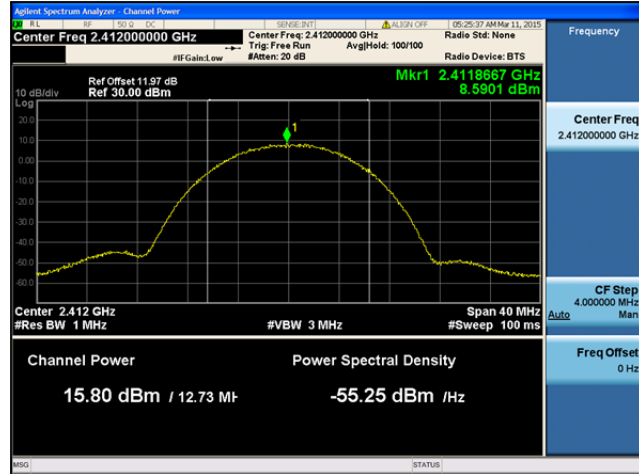 Agilent Spectrum Analyzer - Channel Power
RL RF 50 Ω DC SENSE:INT ALIGN OFF 05:25:37 AM Mar 11, 2015
Center Freq 2.412000000 GHz
Center Freq: 2.412000000 GHz
Radio Std: None
Trig: Free Run Avg|Hold: 100/100
#IFGain:Low #Atten: 20 dB Radio Device: BTS
Frequency
Mkr1 2.4118667 GHz
8.5901 dBm
Ref Offset 11.97 dB
10 dB/div Ref 30.00 dBm
Log
20.0
10.0
0.00
-10.0
-20.0
-30.0
-40.0
-50.0
-60.0
1
Center 2.412 GHz Span 40 MHz
#Res BW 1 MHz #VBW 3 MHz #Sweep 100 ms
Channel Power Power Spectral Density
15.80 dBm / 12.73 MH -55.25 dBm /Hz
Center Freq
2.412000000 GHz
CF Step
4.000000 MHz
Auto Man
Freq Offset
0 Hz
MSG STATUS